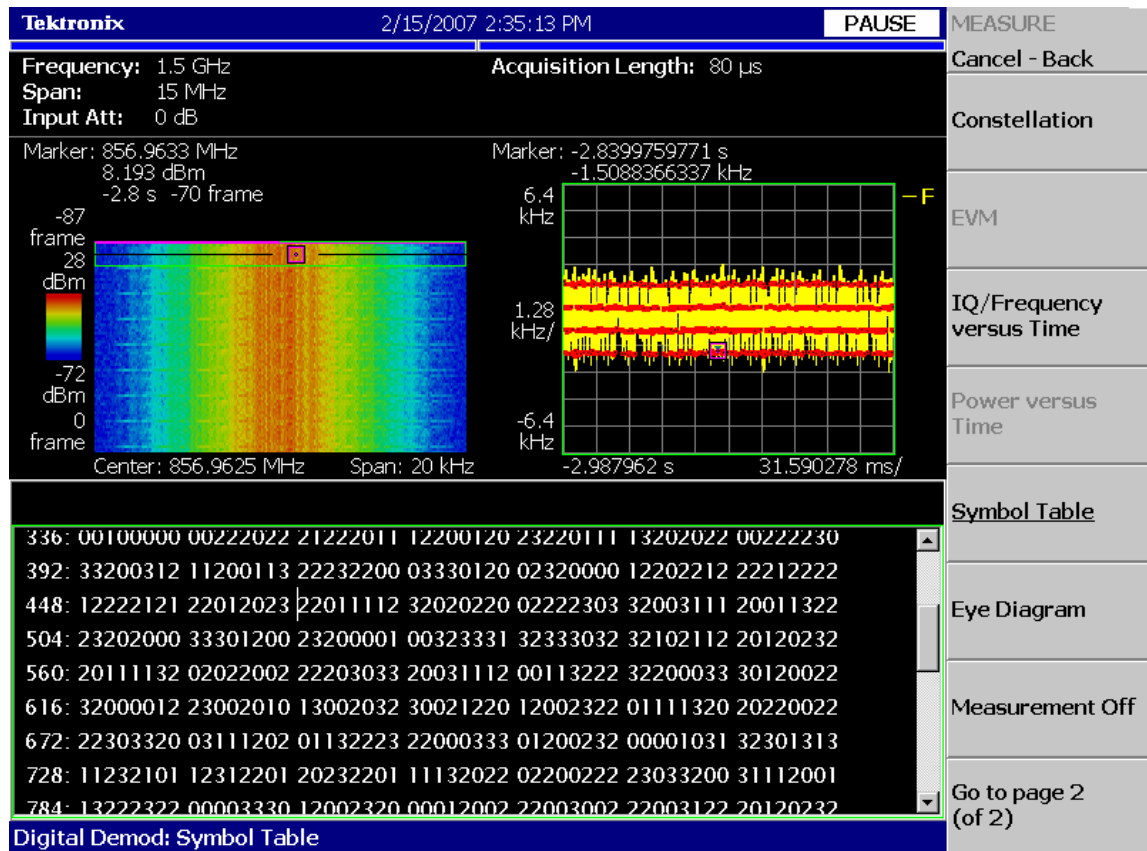 Tektronix 2/15/2007 2:35:13 PM PAUSE
Frequency: 1.5 GHz
Span: 15 MHz
Input Att: 0 dB
Acquisition Length: 80 µs
Marker: 856.9633 MHz
8.193 dBm
-2.8 s -70 frame
-87
frame
28
dBm
-72
dBm
0
frame
Center: 856.9625 MHz Span: 20 kHz
Marker: -2.8399759771 s
-1.5088366337 kHz
6.4
kHz
F
1.28
kHz/
-6.4
kHz
-2.987962 s 31.590278 ms/
336: 00100000 00222022 21222011 12200120 23220111 13202022 00222230
392: 33200312 11200113 22232200 03330120 02320000 12202212 22212222
448: 12222121 22012023 22011112 32020220 02222303 32003111 20011322
504: 23202000 33301200 23200001 00323331 32333032 32102112 20120232
560: 20111132 02022002 22203033 20031112 00113222 32200033 30120022
616: 32000012 23002010 13002032 30021220 12002322 01111320 20220022
672: 22303320 03111202 01132223 22000333 01200232 00001031 32301313
728: 11232101 12312201 20232201 11132022 02200222 23033200 31112001
784: 13222322 00003330 12002320 00012002 22003002 22003122 20120232
Digital Demod: Symbol Table
MEASURE
Cancel - Back
Constellation
EVM
IQ/Frequency
versus Time
Power versus
Time
Symbol Table
Eye Diagram
Measurement Off
Go to page 2
(of 2)